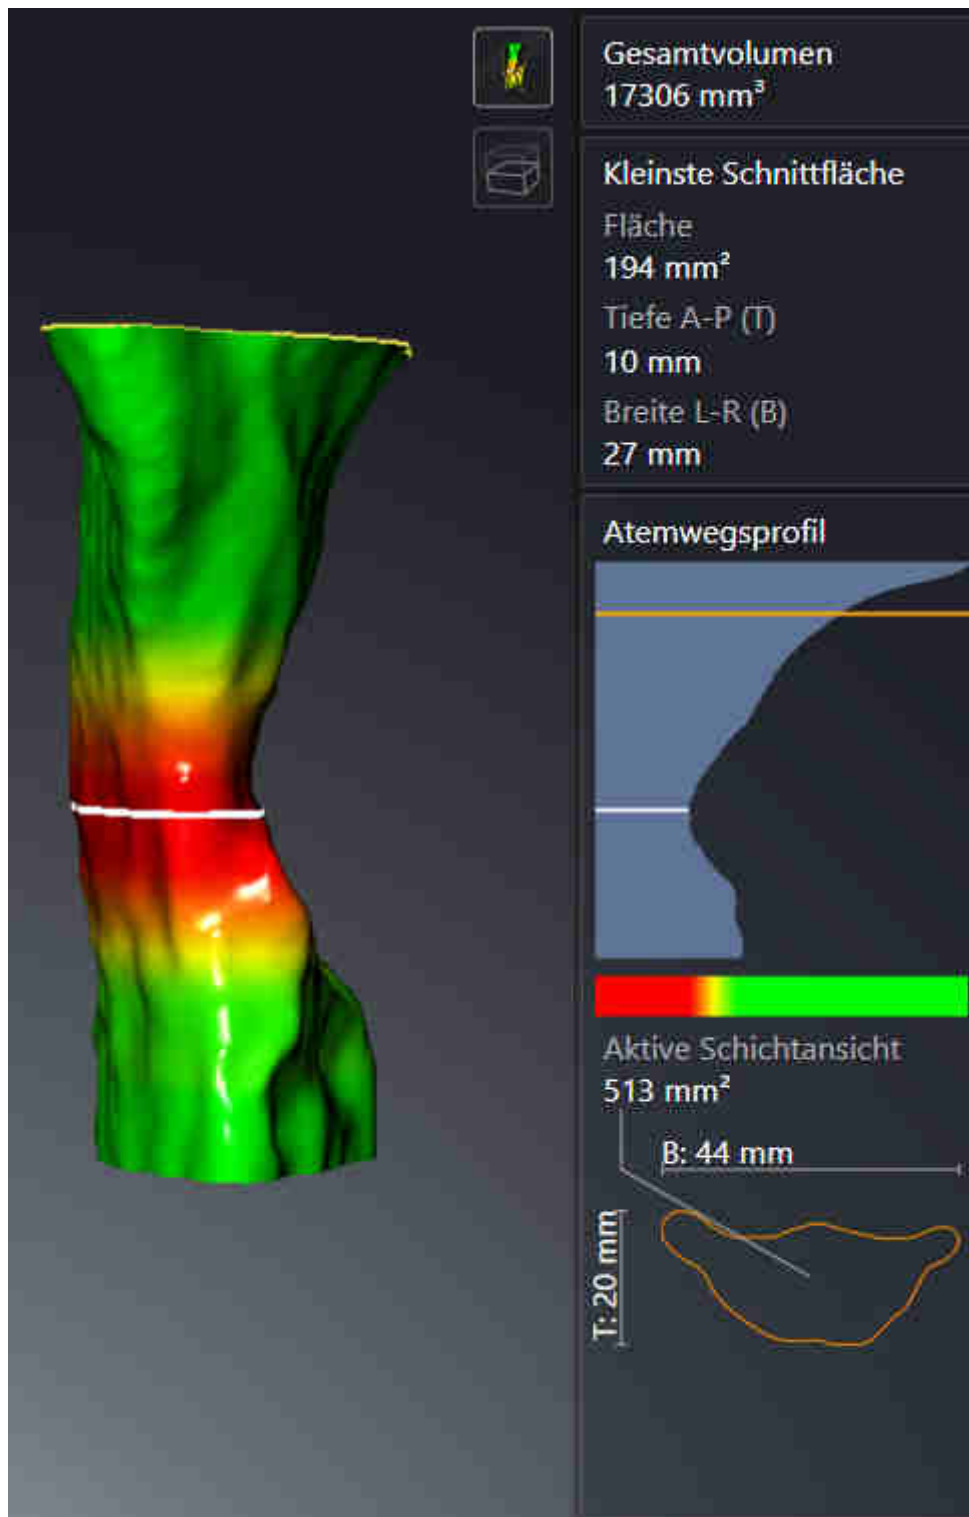 Gesamtvolumen
17306 mm³
Kleinste Schnittfläche
Fläche
194 mm²
Tiefe A-P (T)
10 mm
Breite L-R (B)
27 mm
Atemwegsprofil
Aktive Schichtansicht
513 mm²
B: 44 mm
T: 20 mm